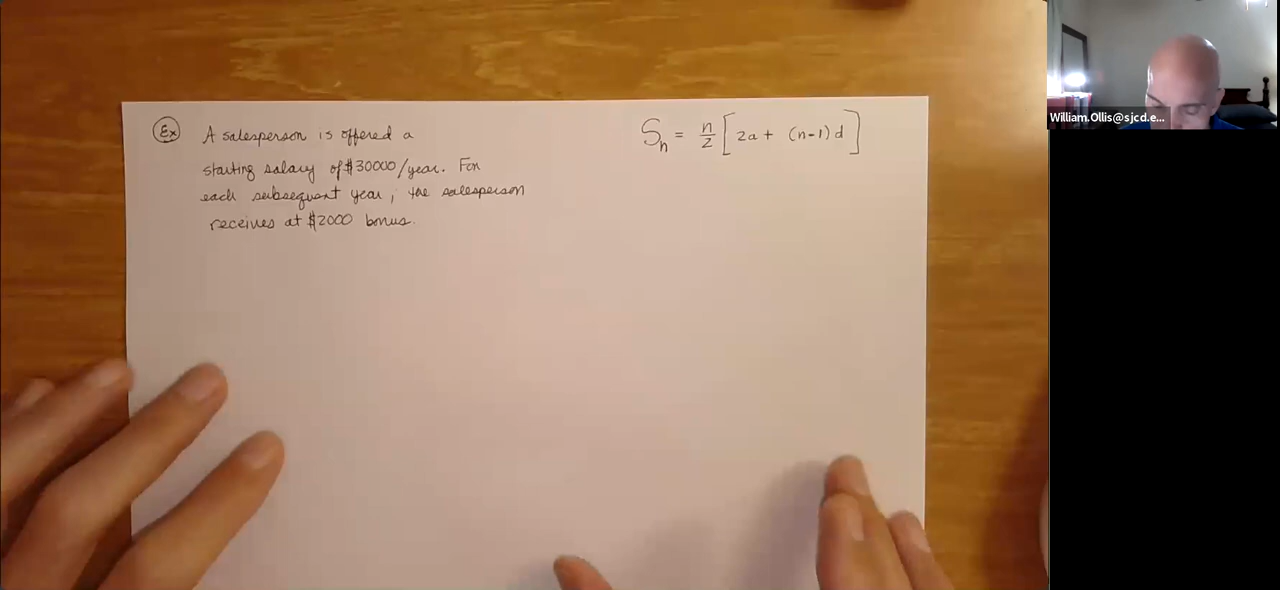 Ex A salesperson is offered a
starting salary of $30000/year. For
each subsequent year, the salesperson
receives at $2000 bonus.
Sn = n/2 [2a + (n-1)d]
William.Ollis@sjcd.e...